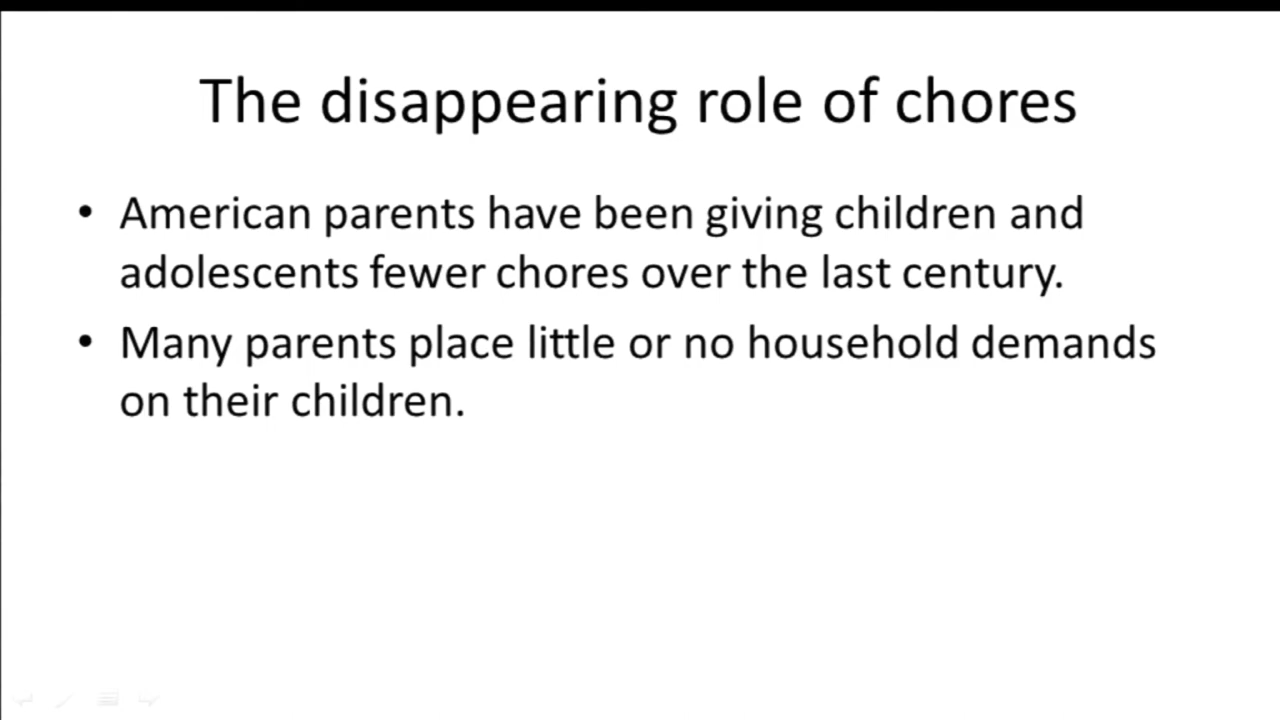 The disappearing role of chores
• American parents have been giving children and
adolescents fewer chores over the last century.
• Many parents place little or no household demands
on their children.